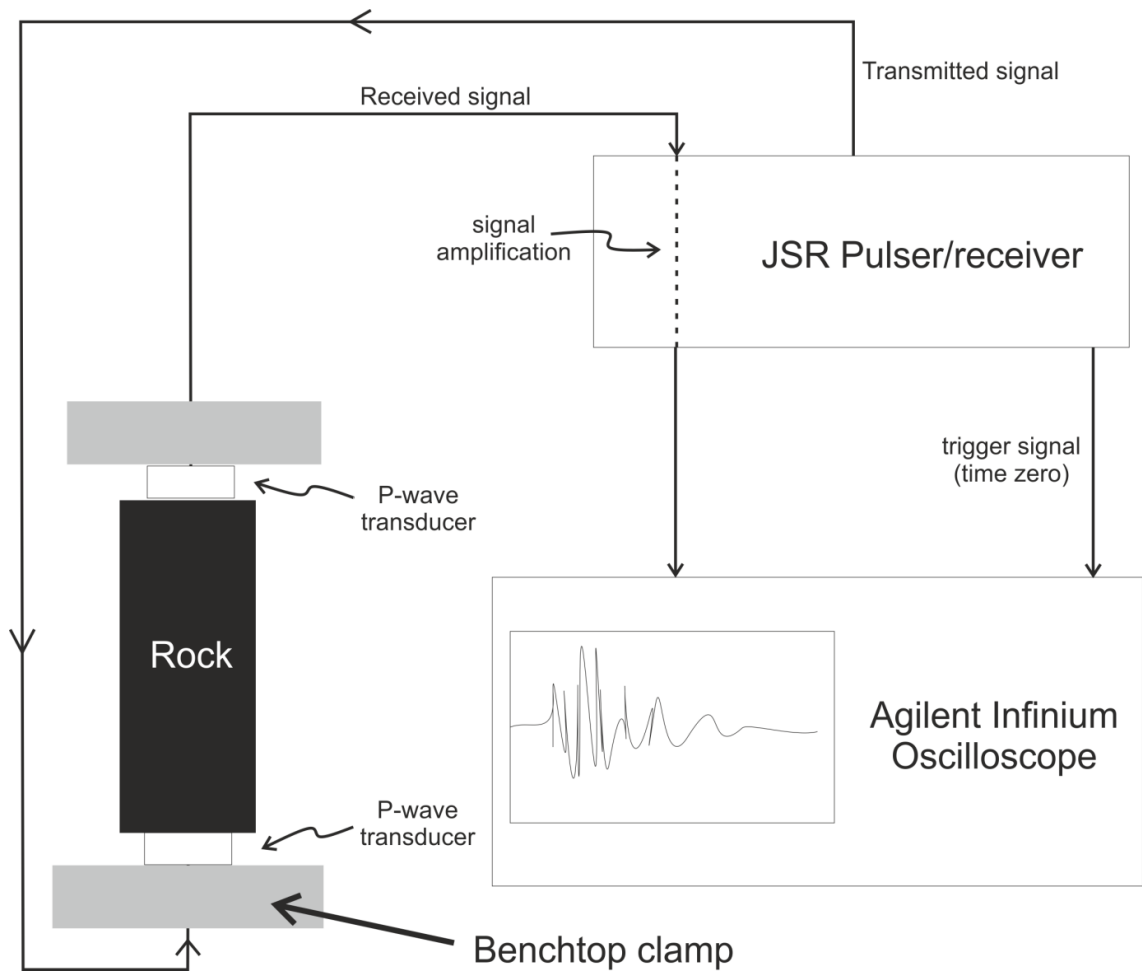 Transmitted signal
Received signal
signal
amplification
JSR Pulser/receiver
trigger signal
(time zero)
P-wave
transducer
Rock
Agilent Infinium
Oscilloscope
P-wave
transducer
Benchtop clamp